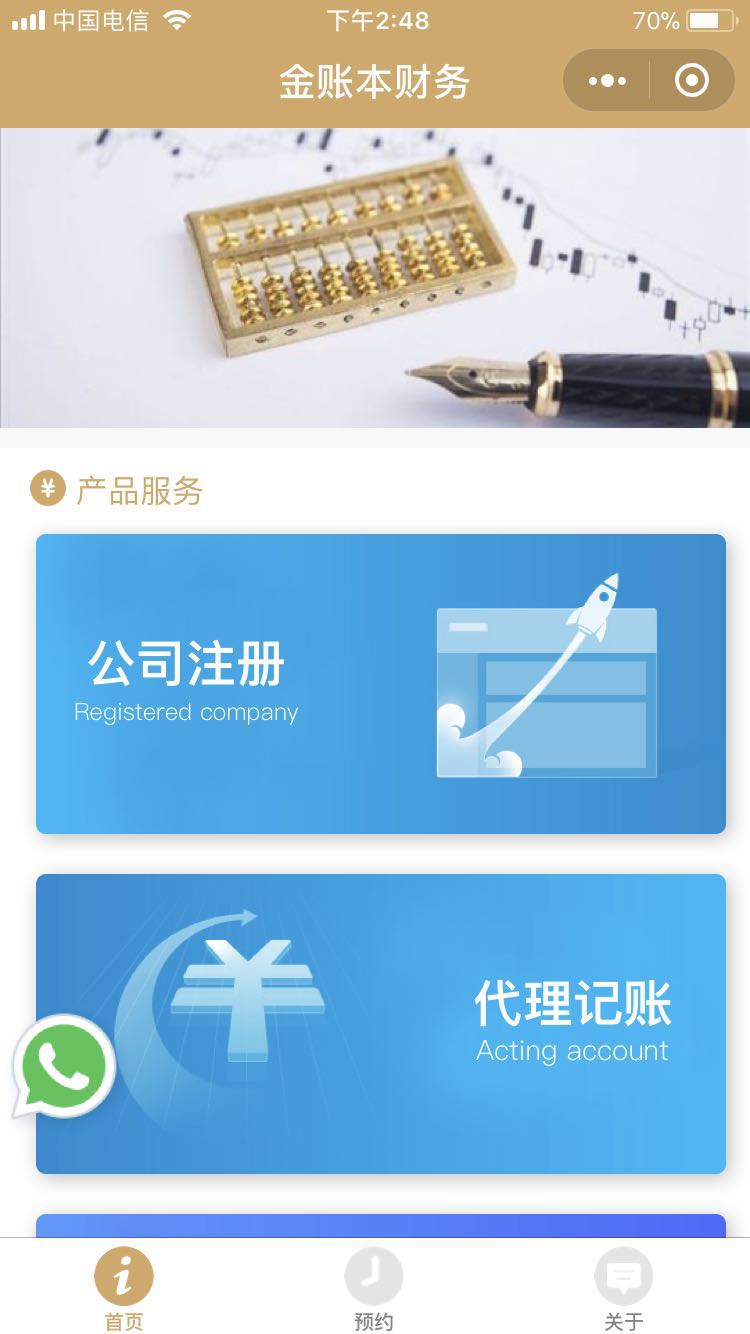 中国电信
下午2:48
70%
金账本财务
¥ 产品服务
公司注册
Registered company
代理记账
Acting account
首页
预约
关于